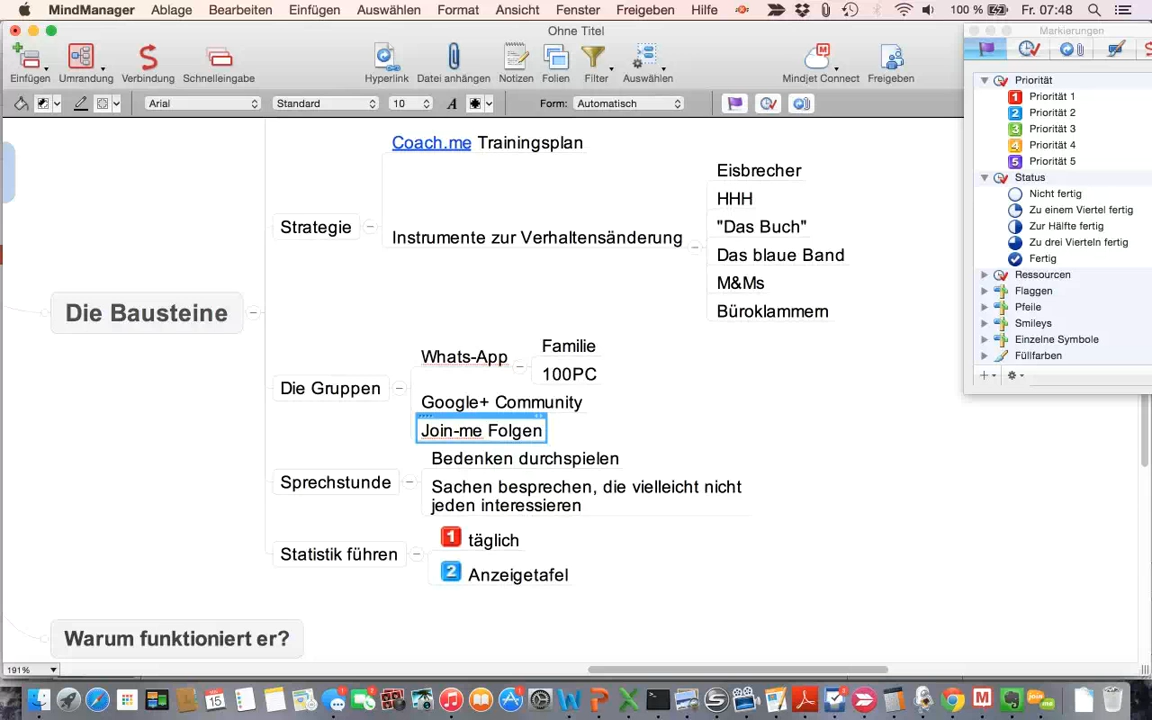 MindManager Ablage Bearbeiten Einfügen Auswählen Format Ansicht Fenster Freigeben Hilfe 100 % Fr. 07:48
Ohne Titel
Markierungen
Einfügen Umrandung Verbindung Schnelleingabe Hyperlink Datei anhängen Notizen Folien Filter Auswählen Mindjet Connect Freigeben
Arial Standard 10 A Form: Automatisch
Priorität
1 Priorität 1
2 Priorität 2
3 Priorität 3
4 Priorität 4
5 Priorität 5
Status
Nicht fertig
Zu einem Viertel fertig
Zur Hälfte fertig
Zu drei Vierteln fertig
Fertig
Ressourcen
Flaggen
Pfeile
Smileys
Einzelne Symbole
Füllfarben
Die Bausteine
Strategie
Coach.me Trainingsplan
Instrumente zur Verhaltensänderung
Eisbrecher
HHH
"Das Buch"
Das blaue Band
M&Ms
Büroklammern
Die Gruppen
Whats-App
Familie
100PC
Google+ Community
Join-me Folgen
Sprechstunde
Bedenken durchspielen
Sachen besprechen, die vielleicht nicht
jeden interessieren
Statistik führen
1 täglich
2 Anzeigetafel
Warum funktioniert er?
191%